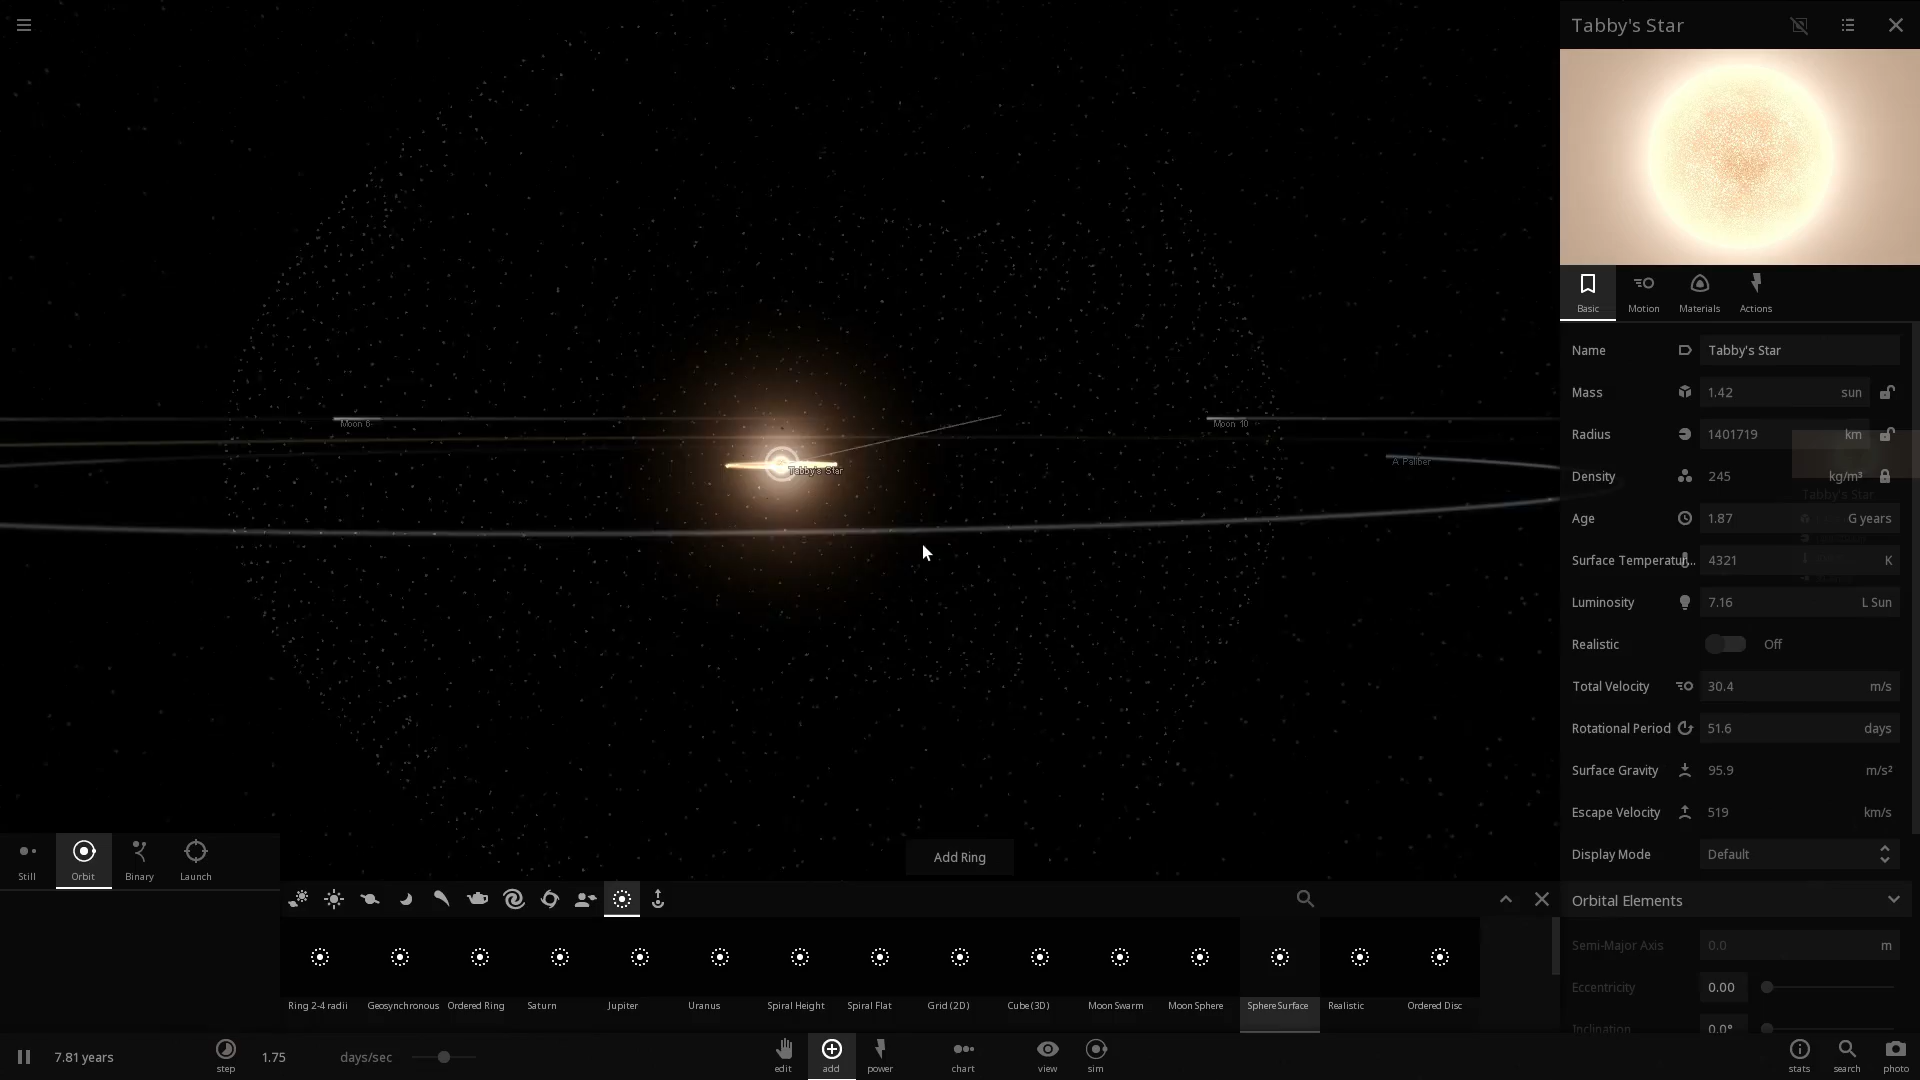 Tabby's Star
Moon 6
Moon 10
Tabby's Star
A Paliber
Basic
Motion
Materials
Actions
Name
Tabby's Star
Mass
1.42
sun
Radius
1401719
km
Density
245
kg/m³
Tabby's Star
Age
1.87
G years
Surface Temperatur...
4321
K
Luminosity
7.16
L Sun
Realistic
Off
Total Velocity
30.4
m/s
Rotational Period
51.6
days
Surface Gravity
95.9
m/s²
Escape Velocity
519
km/s
Display Mode
Default
Orbital Elements
Semi-Major Axis
0.0
m
Eccentricity
0.00
Inclination
0.0°
Still
Orbit
Binary
Launch
Add Ring
Ring 2-4 radii
Geosynchronous
Ordered Ring
Saturn
Jupiter
Uranus
Spiral Height
Spiral Flat
Grid (2D)
Cube (3D)
Moon Swarm
Moon Sphere
Sphere Surface
Realistic
Ordered Disc
7.81 years
step
1.75
days/sec
edit
add
power
chart
view
sim
stats
search
photo